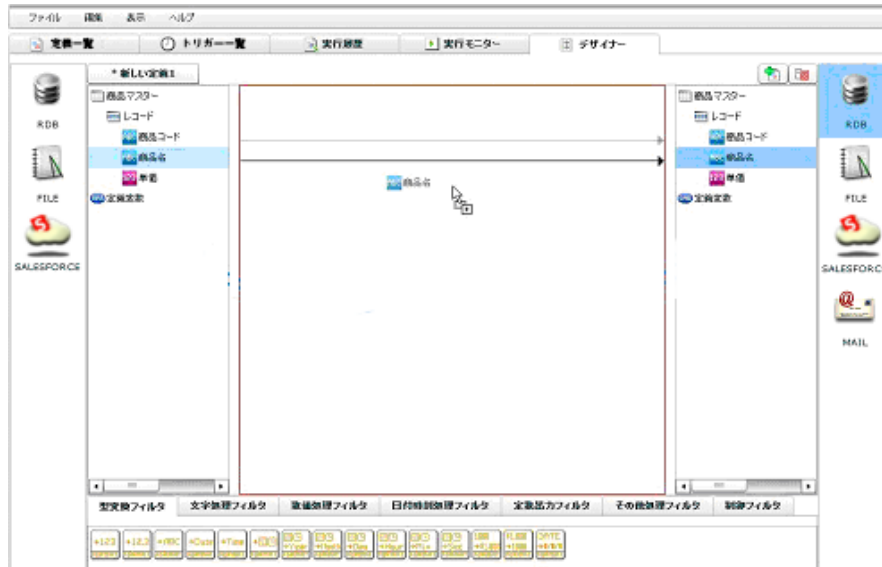 ファイル 編集 表示 ヘルプ
定義一覧 トリガー一覧 実行履歴 実行モニター デザイナー
* 新しい定義1
RDB
FILE
SALESFORCE
商品マスター
レコード
商品コード
商品名
単価
定義変数
商品名
商品マスター
レコード
商品コード
商品名
単価
定義変数
RDB
FILE
SALESFORC
MAIL
型変換フィルタ 文字処理フィルタ 数値処理フィルタ 日付時刻処理フィルタ 定数出力フィルタ その他処理フィルタ 制御フィルタ
+123 +12.3 +ABC +Date +Time